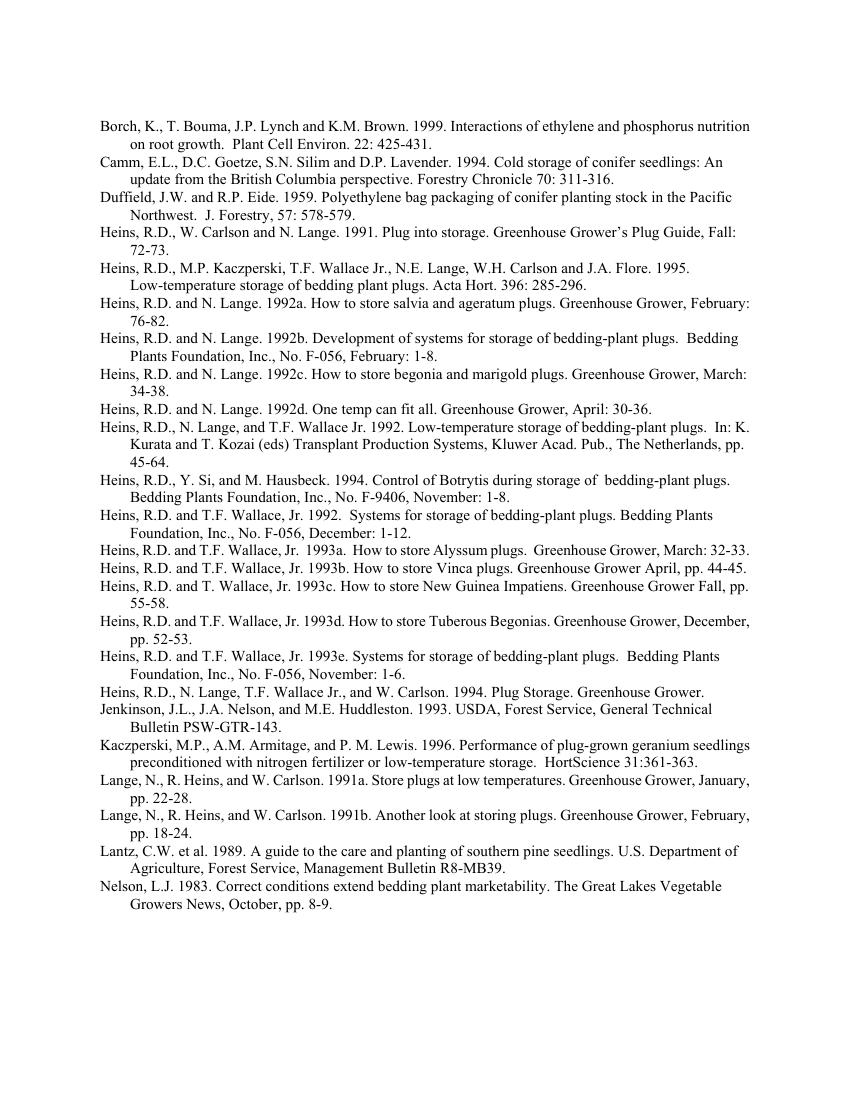 Borch, K., T. Bouma, J.P. Lynch and K.M. Brown. 1999. Interactions of ethylene and phosphorus nutrition
on root growth.  Plant Cell Environ. 22: 425-431.
Camm, E.L., D.C. Goetze, S.N. Silim and D.P. Lavender. 1994. Cold storage of conifer seedlings: An
update from the British Columbia perspective. Forestry Chronicle 70: 311-316.
Duffield, J.W. and R.P. Eide. 1959. Polyethylene bag packaging of conifer planting stock in the Pacific
Northwest.  J. Forestry, 57: 578-579.
Heins, R.D., W. Carlson and N. Lange. 1991. Plug into storage. Greenhouse Grower’s Plug Guide, Fall:
72-73.
Heins, R.D., M.P. Kaczperski, T.F. Wallace Jr., N.E. Lange, W.H. Carlson and J.A. Flore. 1995.
Low-temperature storage of bedding plant plugs. Acta Hort. 396: 285-296.
Heins, R.D. and N. Lange. 1992a. How to store salvia and ageratum plugs. Greenhouse Grower, February:
76-82.
Heins, R.D. and N. Lange. 1992b. Development of systems for storage of bedding-plant plugs.  Bedding
Plants Foundation, Inc., No. F-056, February: 1-8.
Heins, R.D. and N. Lange. 1992c. How to store begonia and marigold plugs. Greenhouse Grower, March:
34-38.
Heins, R.D. and N. Lange. 1992d. One temp can fit all. Greenhouse Grower, April: 30-36.
Heins, R.D., N. Lange, and T.F. Wallace Jr. 1992. Low-temperature storage of bedding-plant plugs.  In: K.
Kurata and T. Kozai (eds) Transplant Production Systems, Kluwer Acad. Pub., The Netherlands, pp.
45-64.
Heins, R.D., Y. Si, and M. Hausbeck. 1994. Control of Botrytis during storage of  bedding-plant plugs.
Bedding Plants Foundation, Inc., No. F-9406, November: 1-8.
Heins, R.D. and T.F. Wallace, Jr. 1992.  Systems for storage of bedding-plant plugs. Bedding Plants
Foundation, Inc., No. F-056, December: 1-12.
Heins, R.D. and T.F. Wallace, Jr.  1993a.  How to store Alyssum plugs.  Greenhouse Grower, March: 32-33.
Heins, R.D. and T.F. Wallace, Jr. 1993b. How to store Vinca plugs. Greenhouse Grower April, pp. 44-45.
Heins, R.D. and T. Wallace, Jr. 1993c. How to store New Guinea Impatiens. Greenhouse Grower Fall, pp.
55-58.
Heins, R.D. and T.F. Wallace, Jr. 1993d. How to store Tuberous Begonias. Greenhouse Grower, December,
pp. 52-53.
Heins, R.D. and T.F. Wallace, Jr. 1993e. Systems for storage of bedding-plant plugs.  Bedding Plants
Foundation, Inc., No. F-056, November: 1-6.
Heins, R.D., N. Lange, T.F. Wallace Jr., and W. Carlson. 1994. Plug Storage. Greenhouse Grower.
Jenkinson, J.L., J.A. Nelson, and M.E. Huddleston. 1993. USDA, Forest Service, General Technical
Bulletin PSW-GTR-143.
Kaczperski, M.P., A.M. Armitage, and P. M. Lewis. 1996. Performance of plug-grown geranium seedlings
preconditioned with nitrogen fertilizer or low-temperature storage.  HortScience 31:361-363.
Lange, N., R. Heins, and W. Carlson. 1991a. Store plugs at low temperatures. Greenhouse Grower, January,
pp. 22-28.
Lange, N., R. Heins, and W. Carlson. 1991b. Another look at storing plugs. Greenhouse Grower, February,
pp. 18-24.
Lantz, C.W. et al. 1989. A guide to the care and planting of southern pine seedlings. U.S. Department of
Agriculture, Forest Service, Management Bulletin R8-MB39.
Nelson, L.J. 1983. Correct conditions extend bedding plant marketability. The Great Lakes Vegetable
Growers News, October, pp. 8-9.